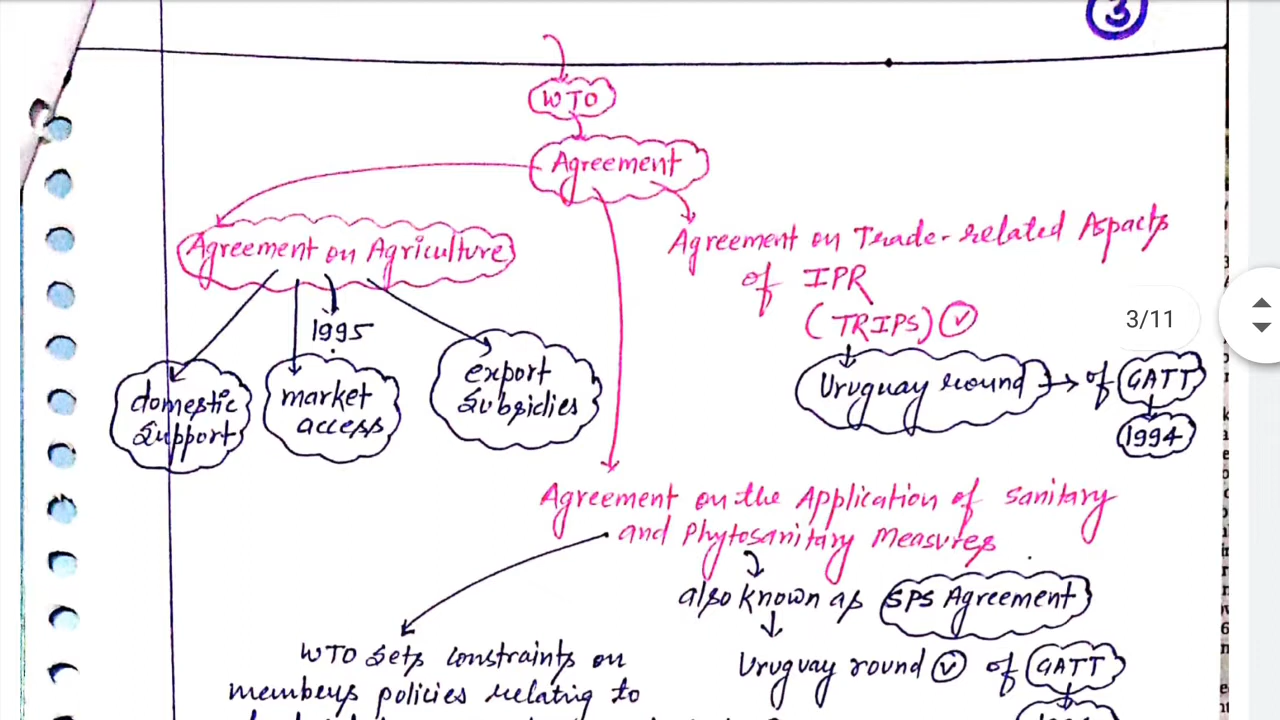 3
WTO
Agreement
Agreement on Agriculture
1995
domestic
support
market
access
export
subsidies
Agreement on Trade-related Aspacts
of IPR
(TRIPS)
Uruguay round → of GATT
1994
3/11
Agreement on the Application of Sanitary
and Phytosanitary Measures
also known as SPS Agreement
Uruguay round of GATT
WTO sets constraints on
members policies relating to